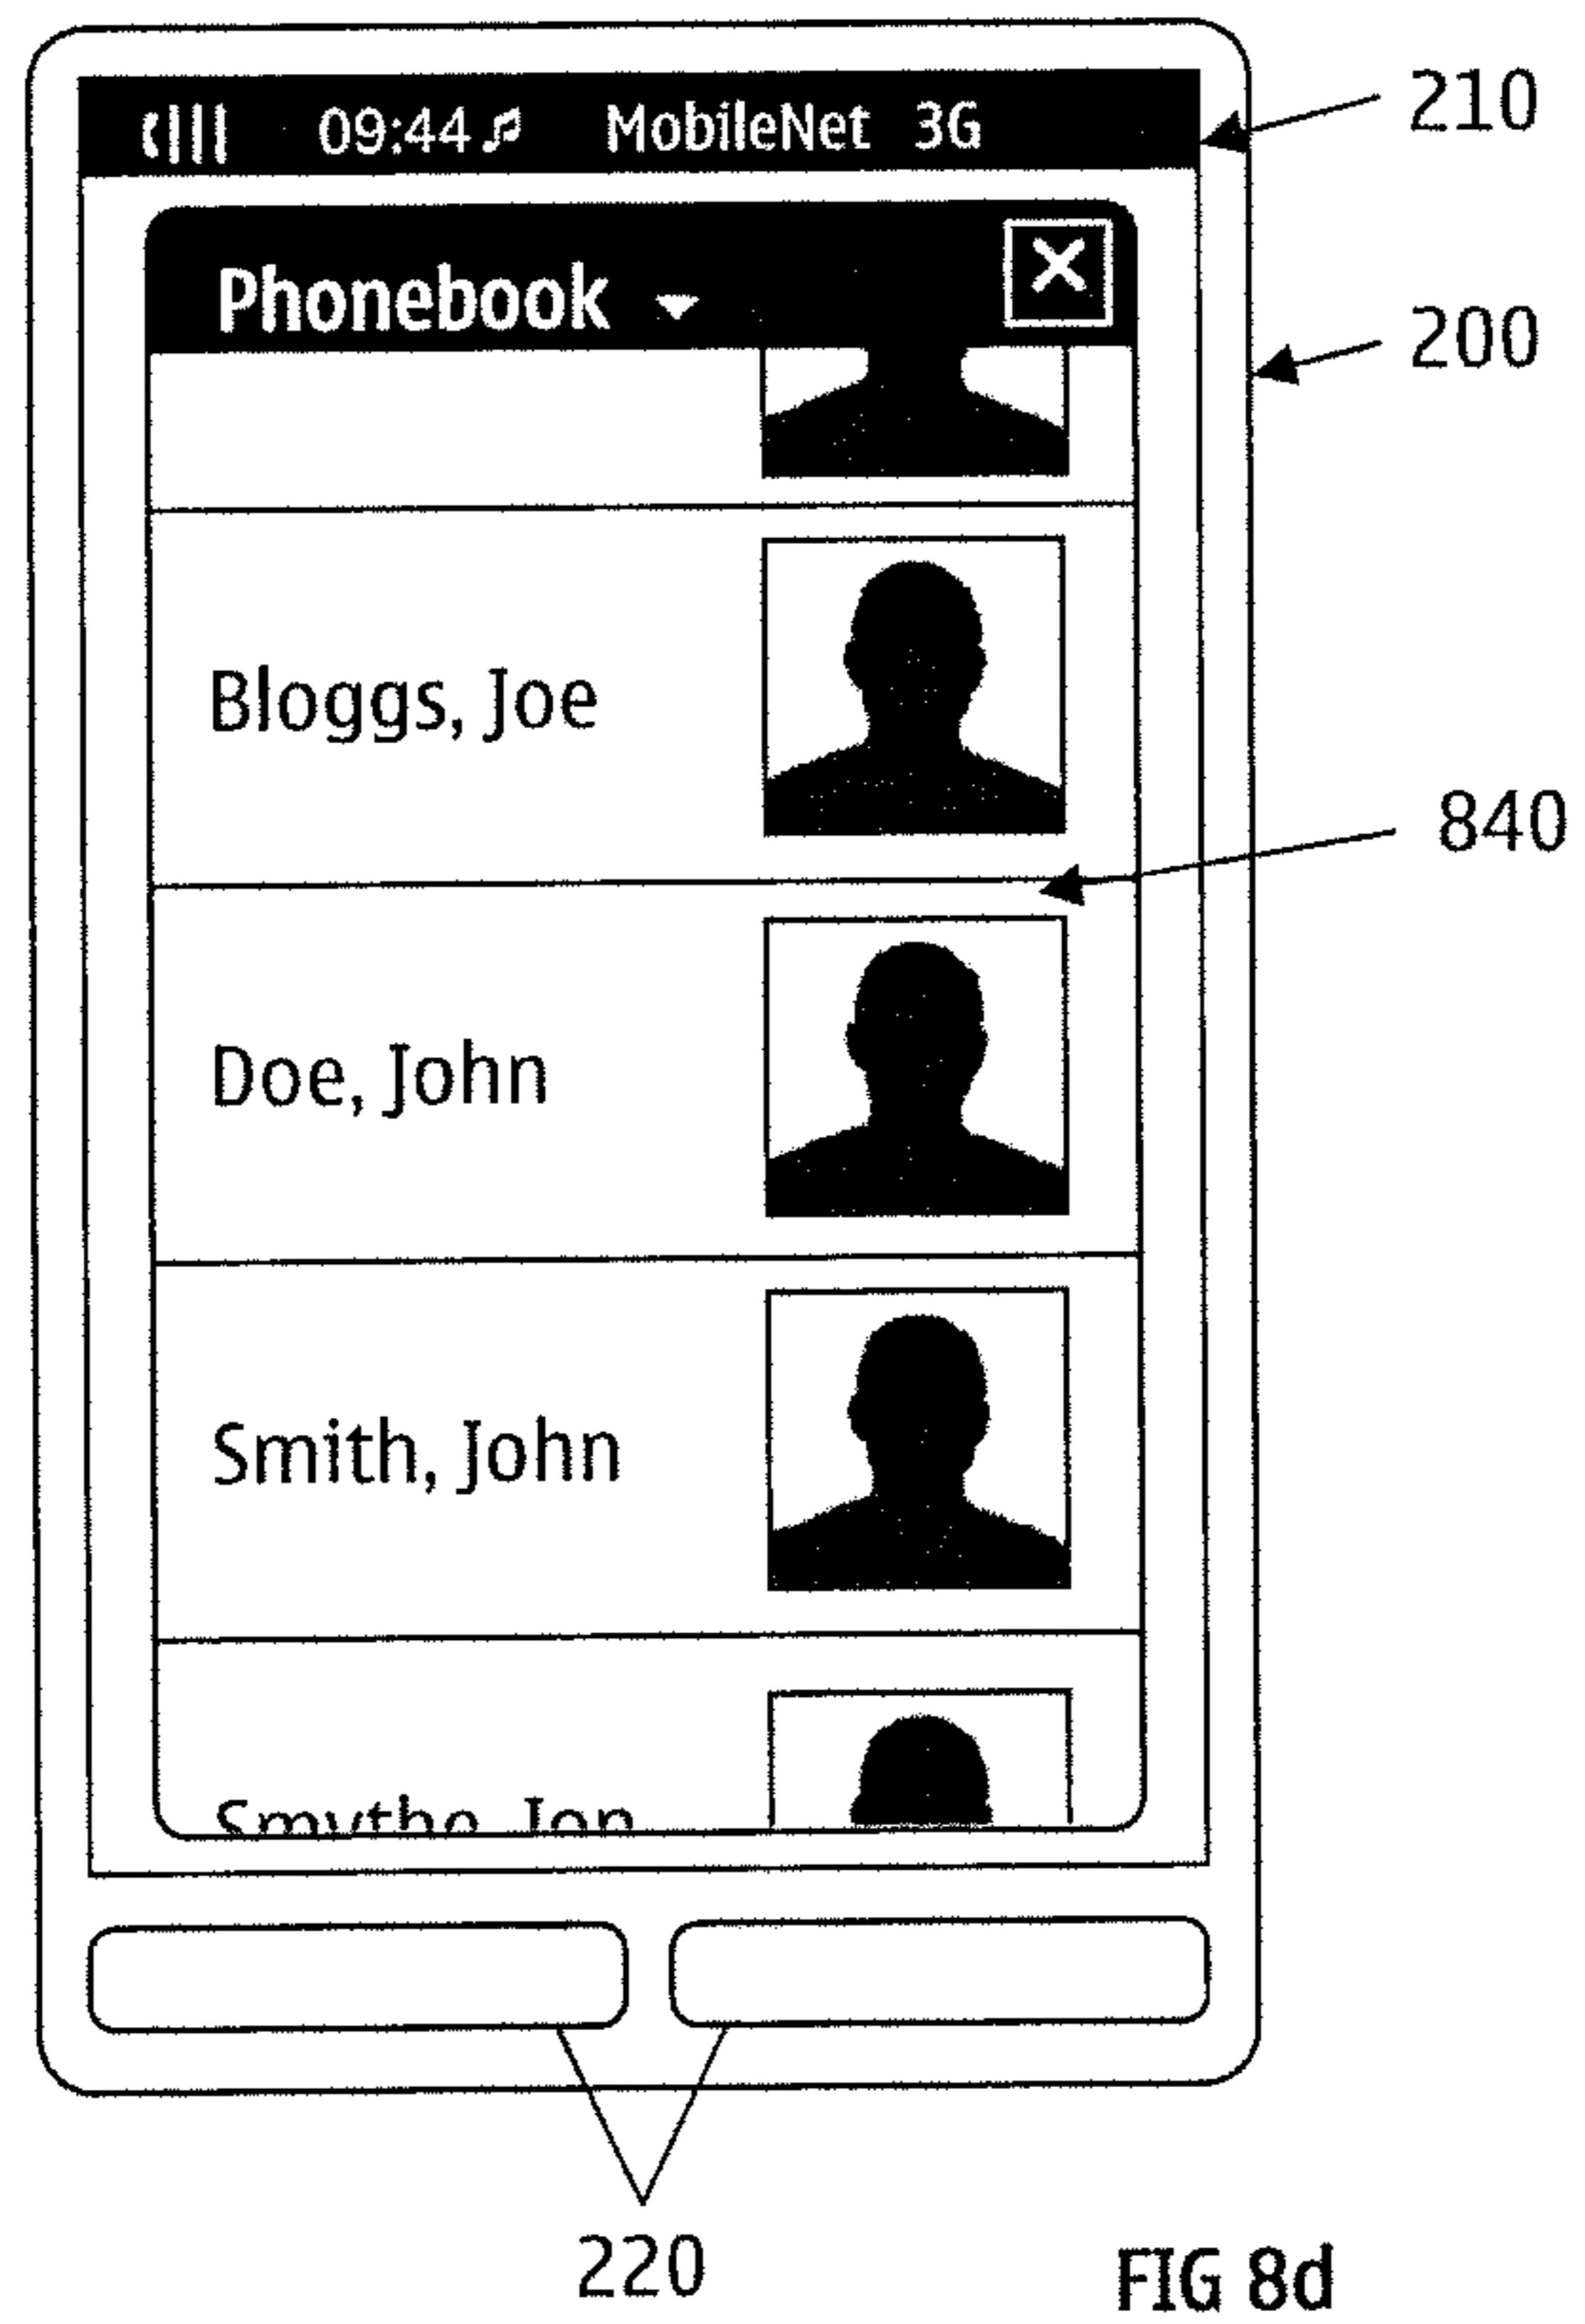 09:44 MobileNet 3G
210
Phonebook
200
Bloggs, Joe
840
Doe, John
Smith, John
220
FIG 8d